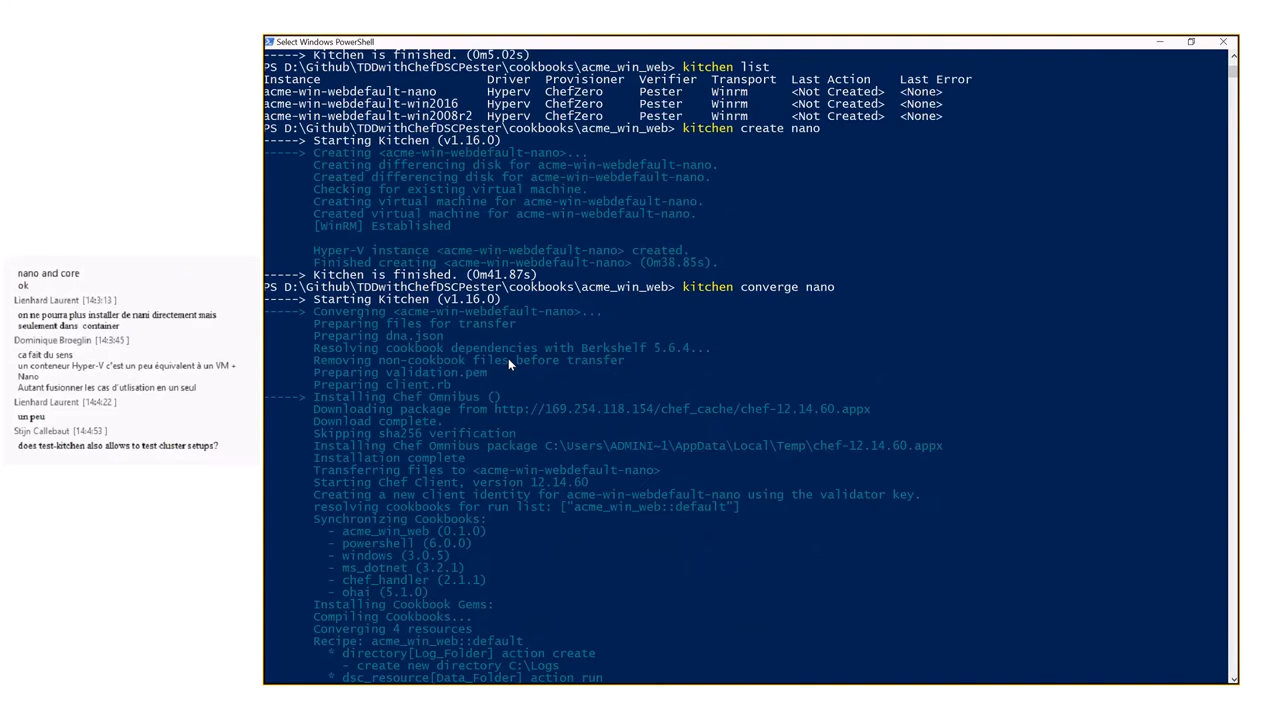 nano and core
ok
Lienhard Laurent [14:3:13 ]
on ne pourra plus installer de nani directement mais
seulement dans  container
Dominique Broeglin [14:3:45 ]
ca fait du sens
un conteneur Hyper-V c'est un peu équivalent à un VM +
Nano
Autant fusionner les cas d'utlisation en un seul
Lienhard Laurent [14:4:22 ]
un peu
Stijn Callebaut [14:4:53 ]
does test-kitchen also allows to test cluster setups?
Select Windows PowerShell
-----> Kitchen is finished. (0m5.02s)
PS D:\Github\TDDwithChefDSCPester\cookbooks\acme_win_web> kitchen list
Instance                       Driver  Provisioner  Verifier  Transport  Last Action    Last Error
acme-win-webdefault-nano       Hyperv  ChefZero     Pester    Winrm      <Not Created>  <None>
acme-win-webdefault-win2016    Hyperv  ChefZero     Pester    Winrm      <Not Created>  <None>
acme-win-webdefault-win2008r2  Hyperv  ChefZero     Pester    Winrm      <Not Created>  <None>
PS D:\Github\TDDwithChefDSCPester\cookbooks\acme_win_web> kitchen create nano
-----> Starting Kitchen (v1.16.0)
-----> Creating <acme-win-webdefault-nano>...
Creating differencing disk for acme-win-webdefault-nano.
Created differencing disk for acme-win-webdefault-nano.
Checking for existing virtual machine.
Creating virtual machine for acme-win-webdefault-nano.
Created virtual machine for acme-win-webdefault-nano.
[WinRM] Established
Hyper-V instance <acme-win-webdefault-nano> created.
Finished creating <acme-win-webdefault-nano> (0m38.85s).
-----> Kitchen is finished. (0m41.87s)
PS D:\Github\TDDwithChefDSCPester\cookbooks\acme_win_web> kitchen converge nano
-----> Starting Kitchen (v1.16.0)
-----> Converging <acme-win-webdefault-nano>...
Preparing files for transfer
Preparing dna.json
Resolving cookbook dependencies with Berkshelf 5.6.4...
Removing non-cookbook files before transfer
Preparing validation.pem
Preparing client.rb
-----> Installing Chef Omnibus ()
Downloading package from http://169.254.118.154/chef_cache/chef-12.14.60.appx
Download complete.
Skipping sha256 verification
Installing Chef Omnibus package C:\Users\ADMINI~1\AppData\Local\Temp\chef-12.14.60.appx
Installation complete
Transferring files to <acme-win-webdefault-nano>
Starting Chef Client, version 12.14.60
Creating a new client identity for acme-win-webdefault-nano using the validator key.
resolving cookbooks for run list: ["acme_win_web::default"]
Synchronizing Cookbooks:
- acme_win_web (0.1.0)
- powershell (6.0.0)
- windows (3.0.5)
- ms_dotnet (3.2.1)
- chef_handler (2.1.1)
- ohai (5.1.0)
Installing Cookbook Gems:
Compiling Cookbooks...
Converging 4 resources
Recipe: acme_win_web::default
* directory[Log_Folder] action create
- create new directory C:\Logs
* dsc_resource[Data_Folder] action run